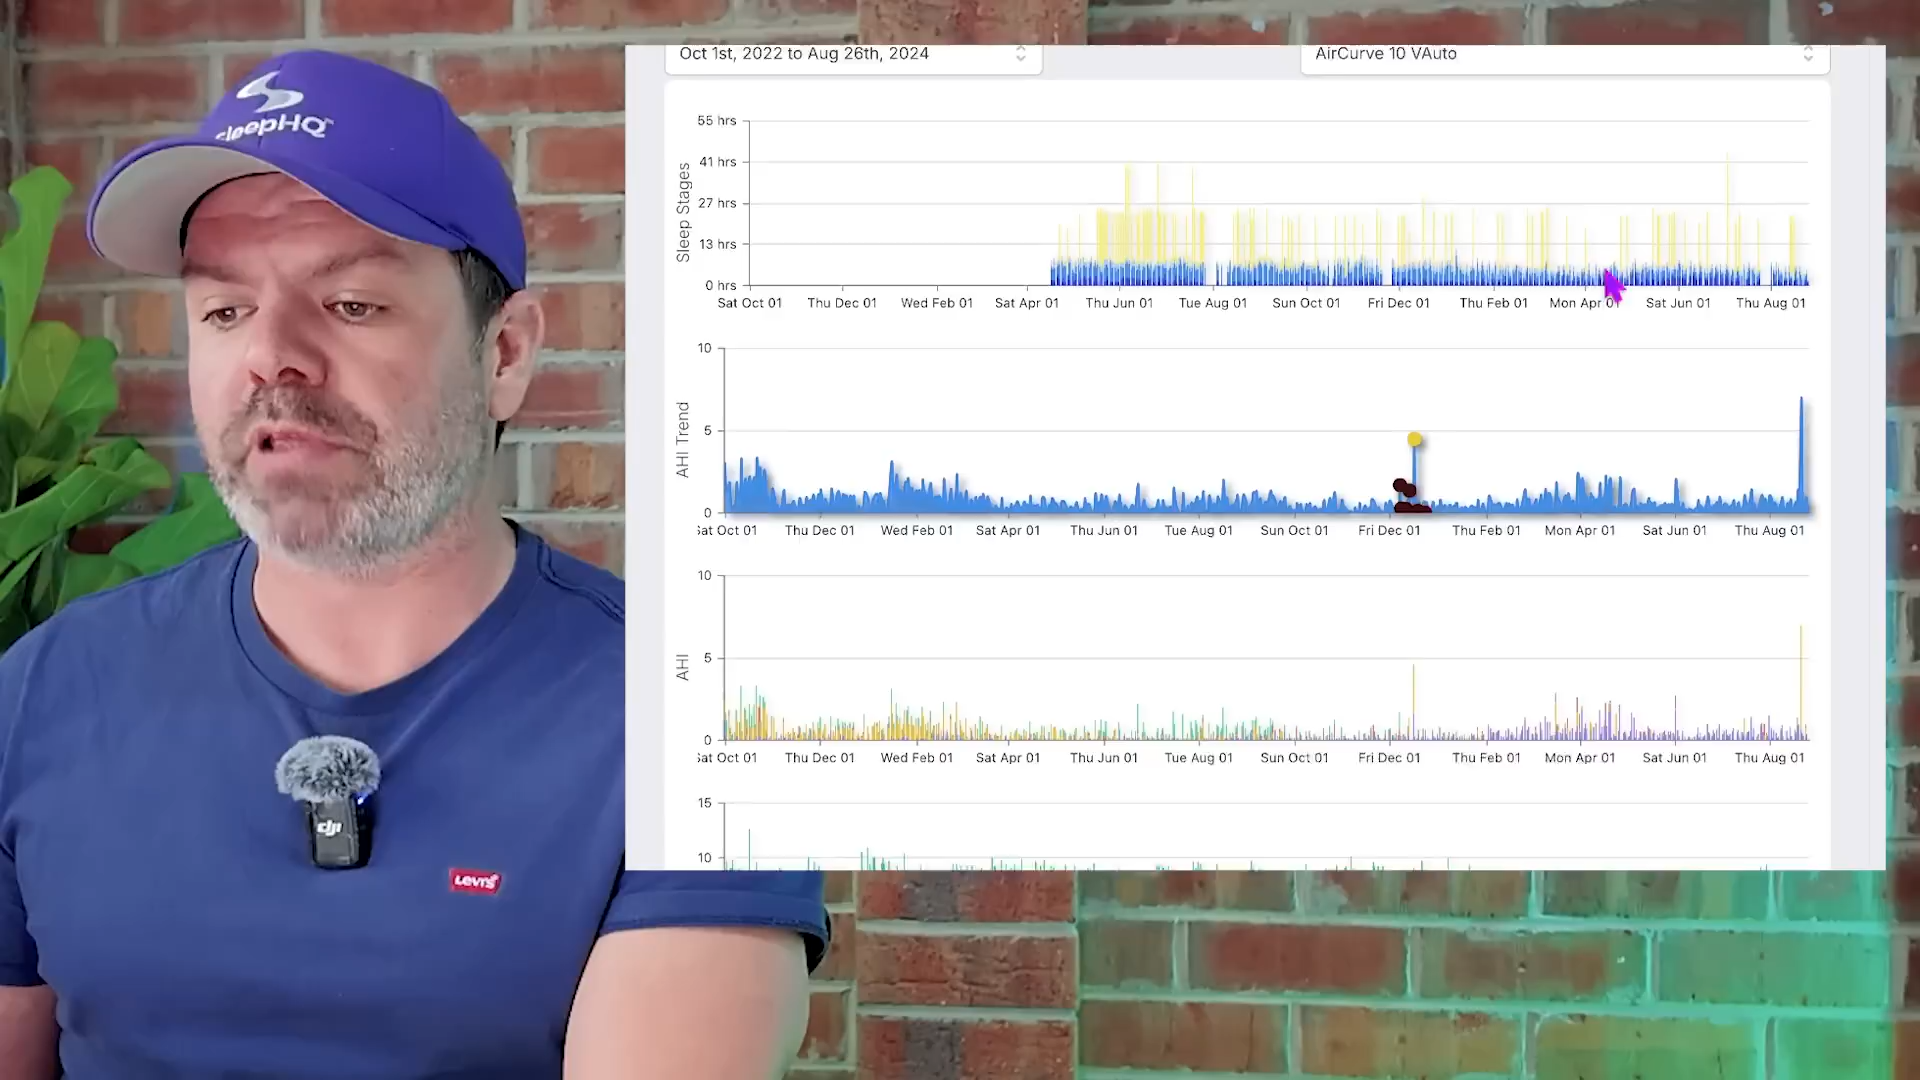 Oct 1st, 2022 to Aug 26th, 2024
AirCurve 10 VAuto
sleepHQ™
Sleep Stages
55 hrs
41 hrs
27 hrs
13 hrs
0 hrs
Sat Oct 01 Thu Dec 01 Wed Feb 01 Sat Apr 01 Thu Jun 01 Tue Aug 01 Sun Oct 01 Fri Dec 01 Thu Feb 01 Mon Apr 01 Sat Jun 01 Thu Aug 01
AHI Trend
10
5
0
Sat Oct 01 Thu Dec 01 Wed Feb 01 Sat Apr 01 Thu Jun 01 Tue Aug 01 Sun Oct 01 Fri Dec 01 Thu Feb 01 Mon Apr 01 Sat Jun 01 Thu Aug 01
AHI
10
5
0
Sat Oct 01 Thu Dec 01 Wed Feb 01 Sat Apr 01 Thu Jun 01 Tue Aug 01 Sun Oct 01 Fri Dec 01 Thu Feb 01 Mon Apr 01 Sat Jun 01 Thu Aug 01
15
10
dji
Levi's